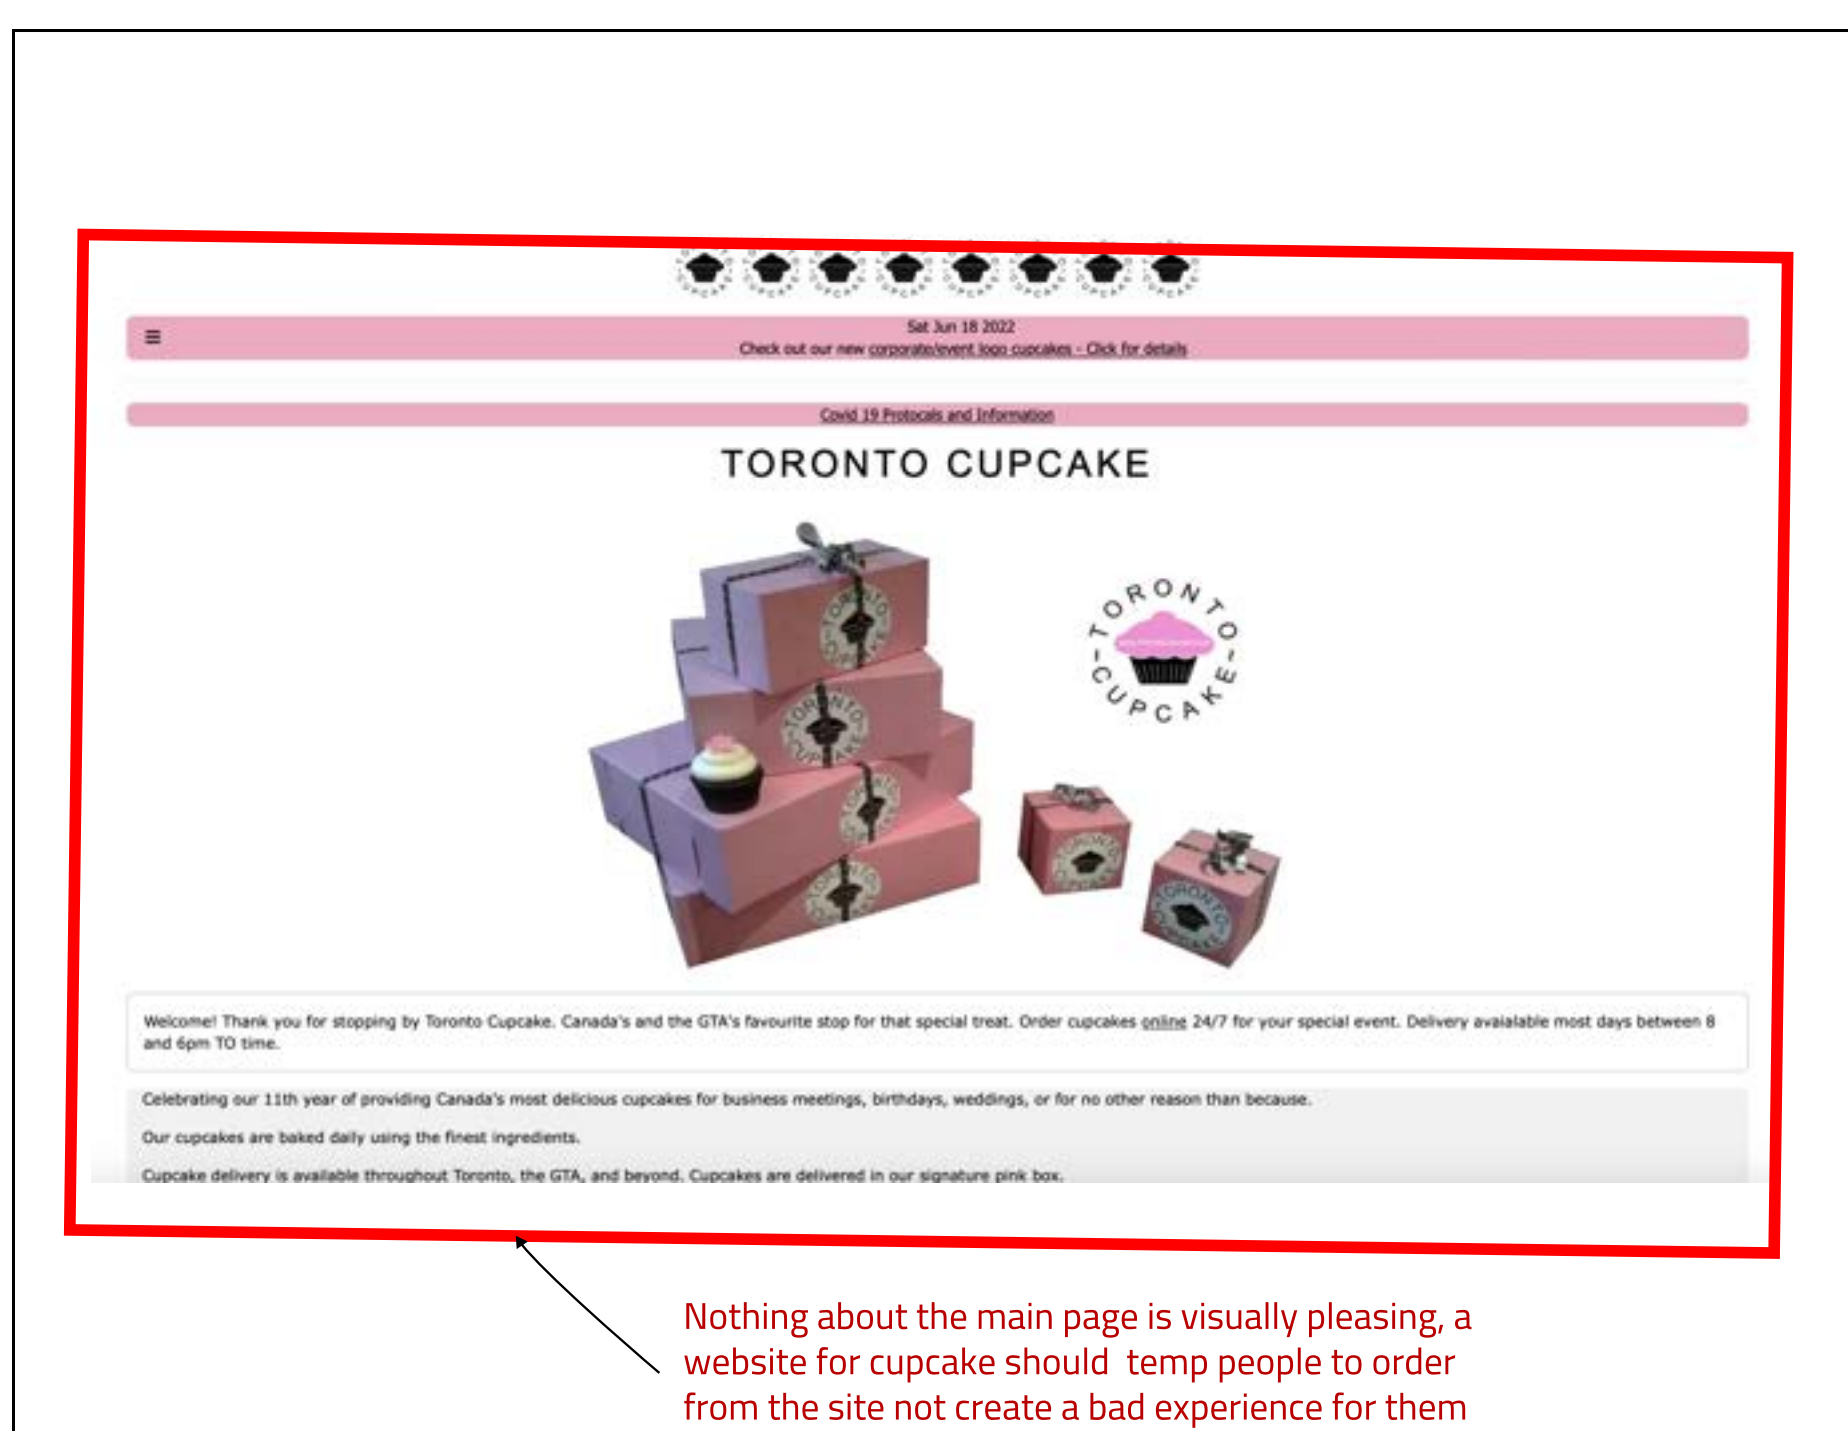 Sat Jun 18 2022
Check out our new corporate/event logo cupcakes - Click for details
Covid 19 Protocals and Information
TORONTO CUPCAKE
TORONTO
CUPCAKE
Welcome! Thank you for stopping by Toronto Cupcake. Canada's and the GTA's favourite stop for that special treat. Order cupcakes online 24/7 for your special event. Delivery avaialable most days between 8
and 6pm TO time.
Celebrating our 11th year of providing Canada's most delicious cupcakes for business meetings, birthdays, weddings, or for no other reason than because.
Our cupcakes are baked daily using the finest ingredients.
Cupcake delivery is available throughout Toronto, the GTA, and beyond. Cupcakes are delivered in our signature pink box.
Nothing about the main page is visually pleasing, a
website for cupcake should  temp people to order
from the site not create a bad experience for them